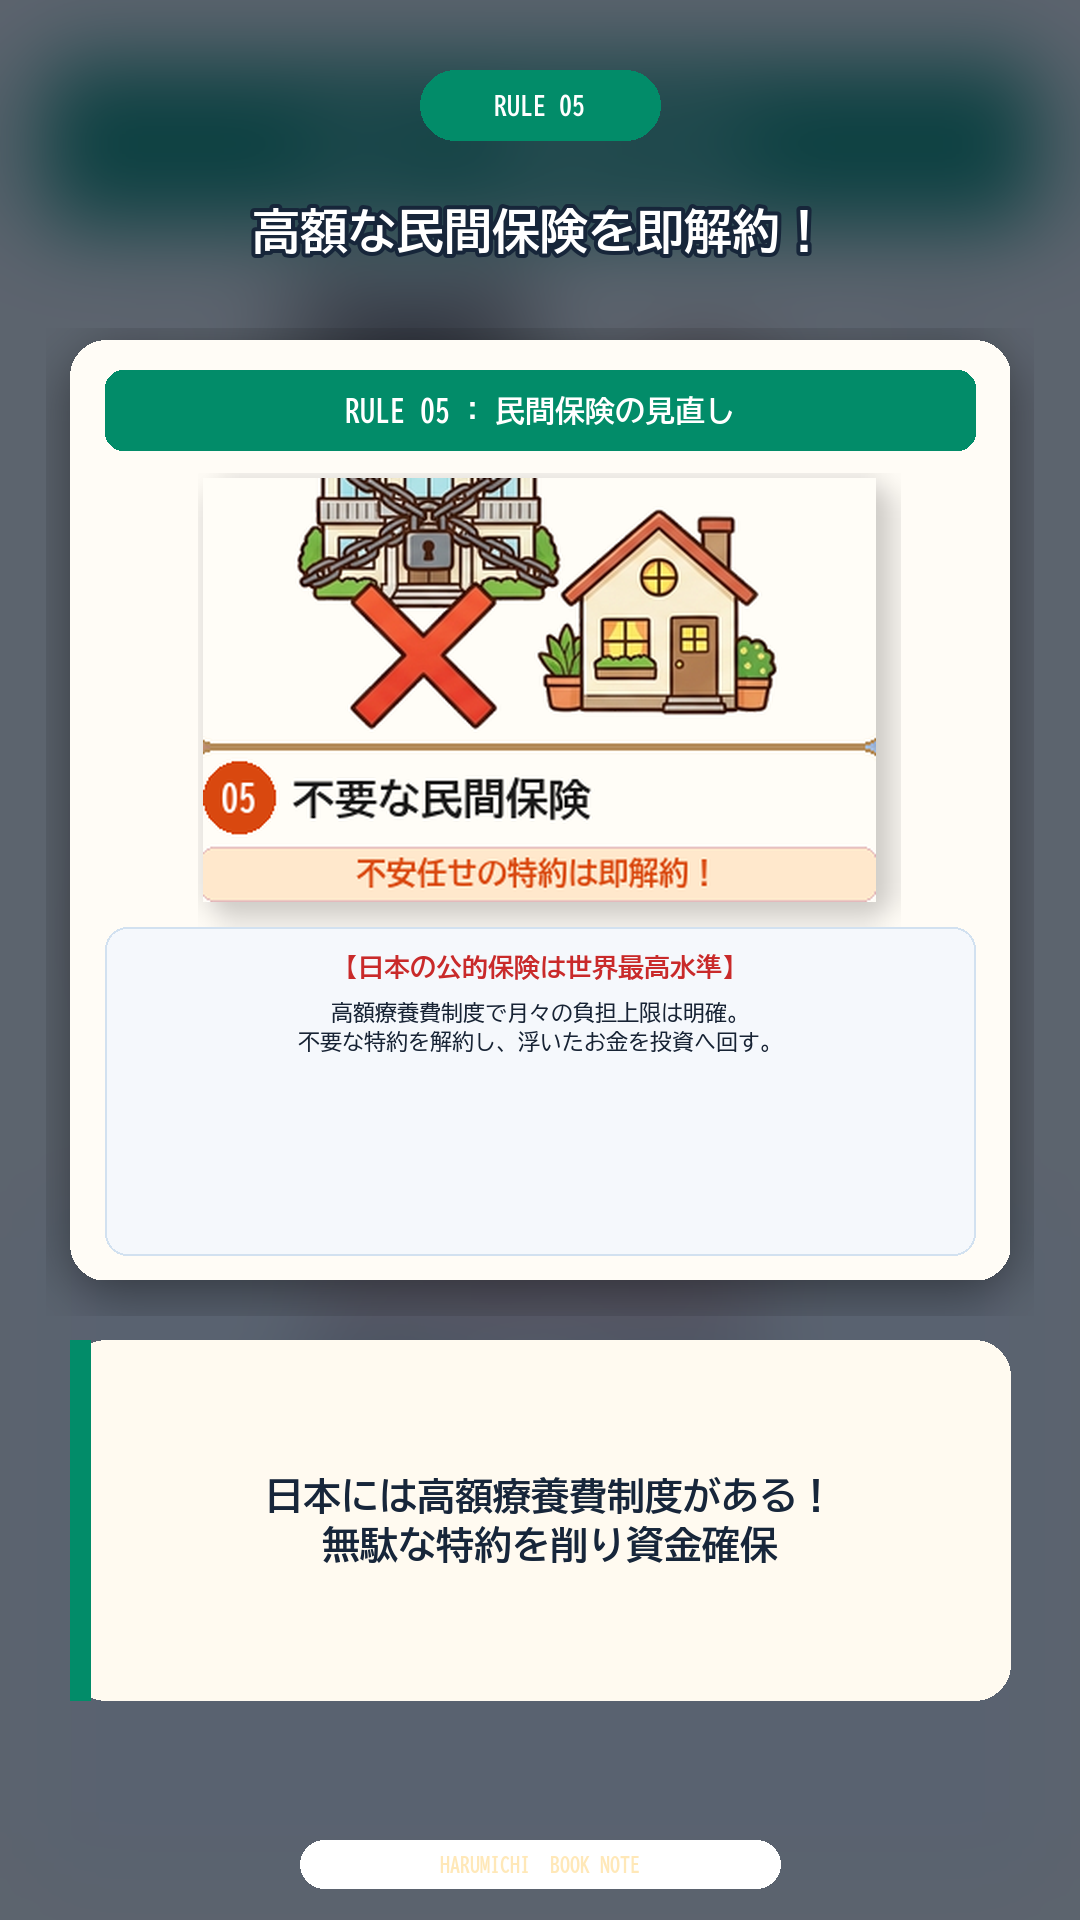 RULE 05
高額な民間保険を即解約！
RULE 05 : 民間保険の見直し
05 不要な民間保険
不安任せの特約は即解約！
【日本の公的保険は世界最高水準】
高額療養費制度で月々の負担上限は明確。
不要な特約を解約し、浮いたお金を投資へ回す。
日本には高額療養費制度がある！
無駄な特約を削り資金確保
HARUMICHI BOOK NOTE